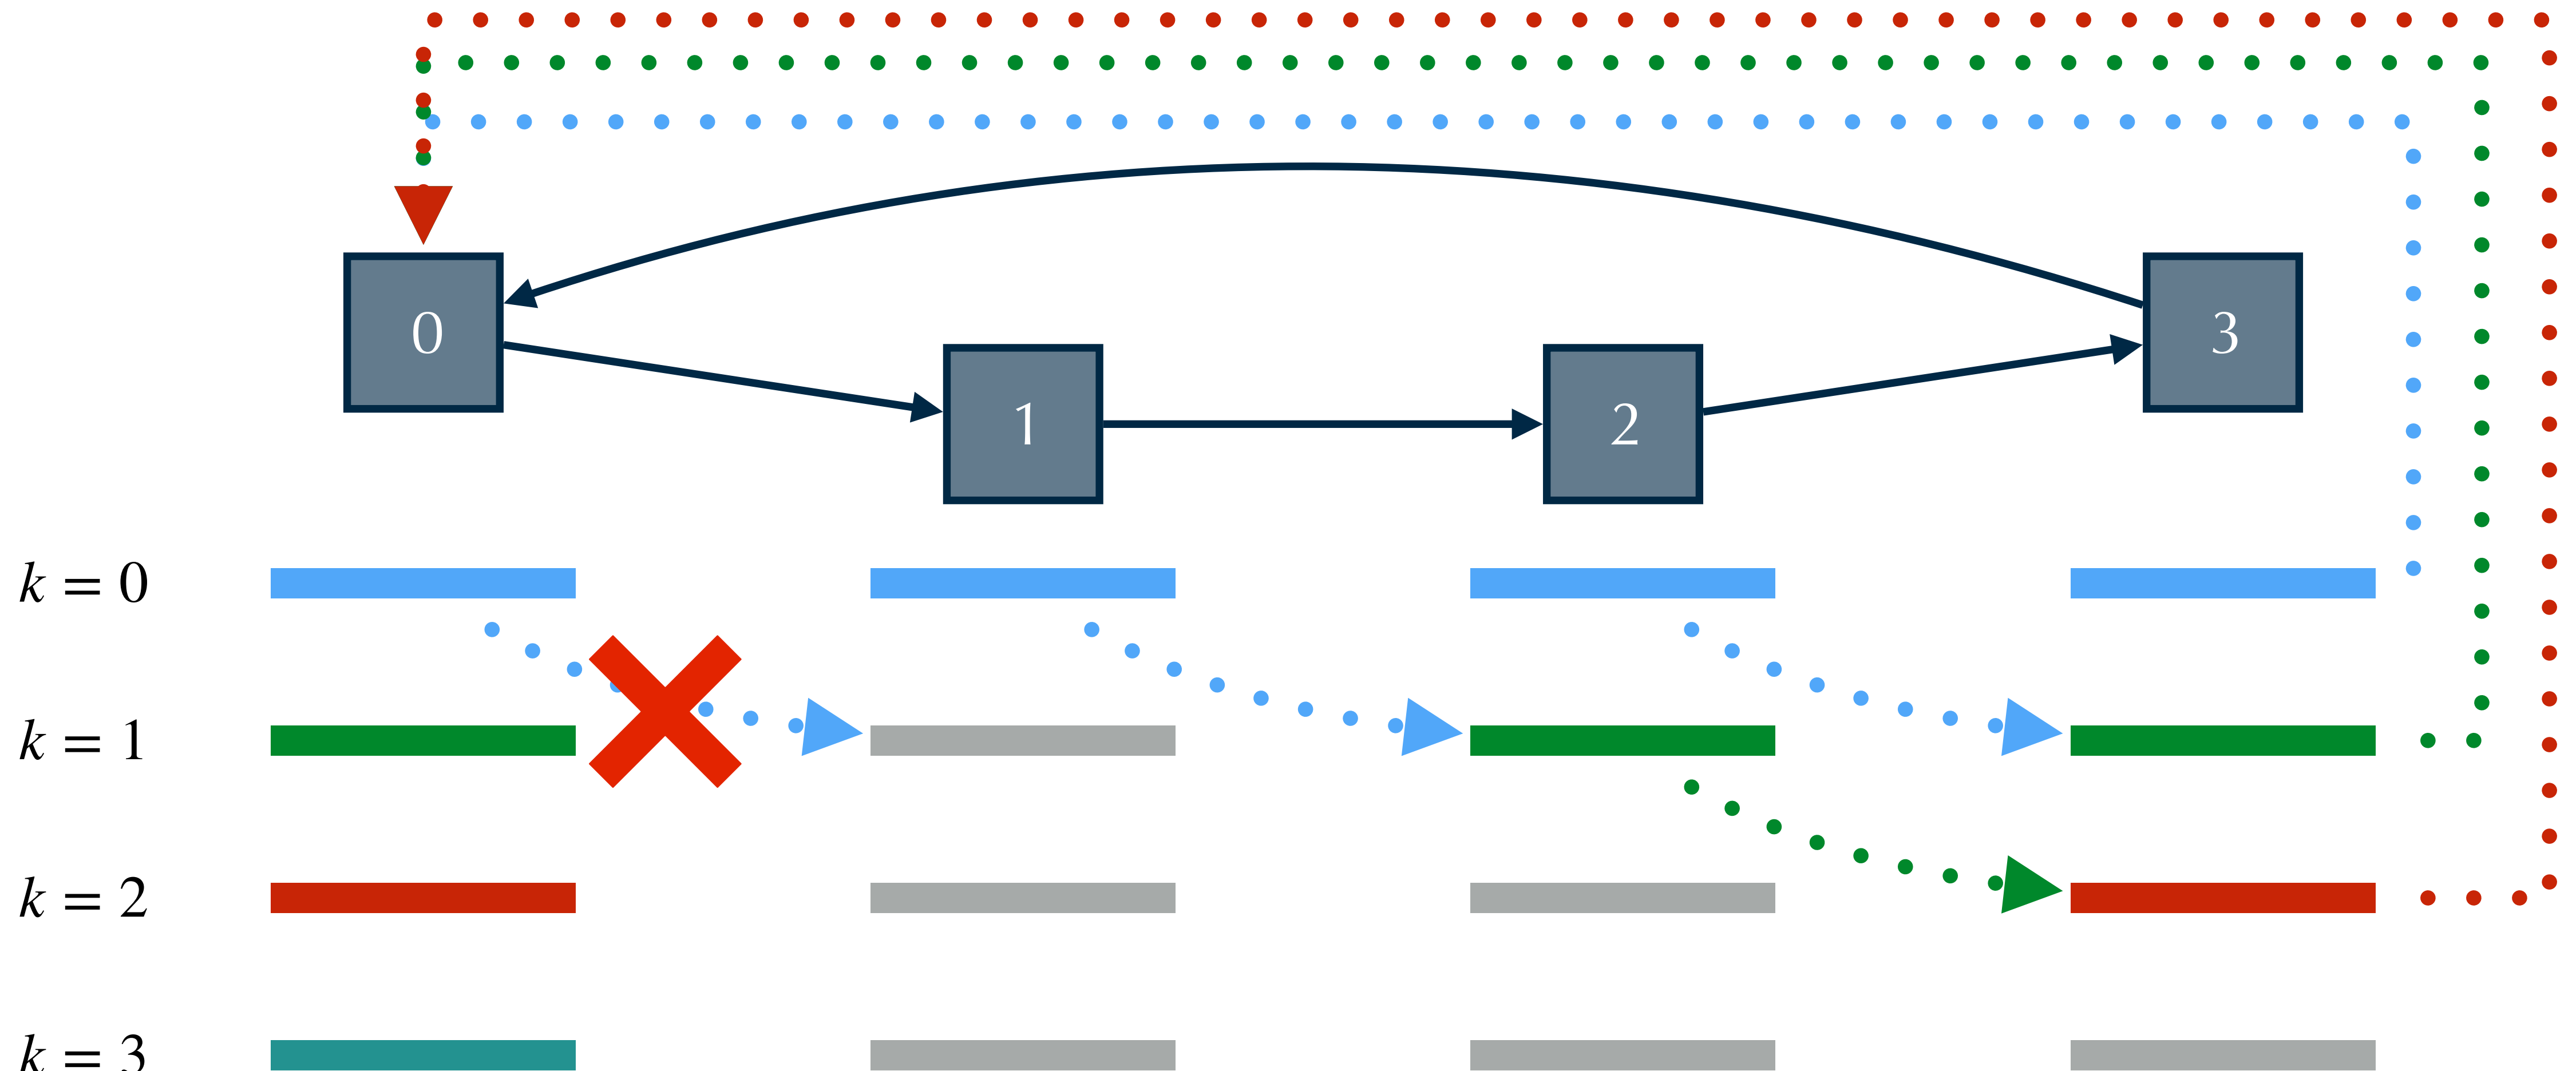 0
3
1
2
k = 0
k = 1
k = 2
k = 3